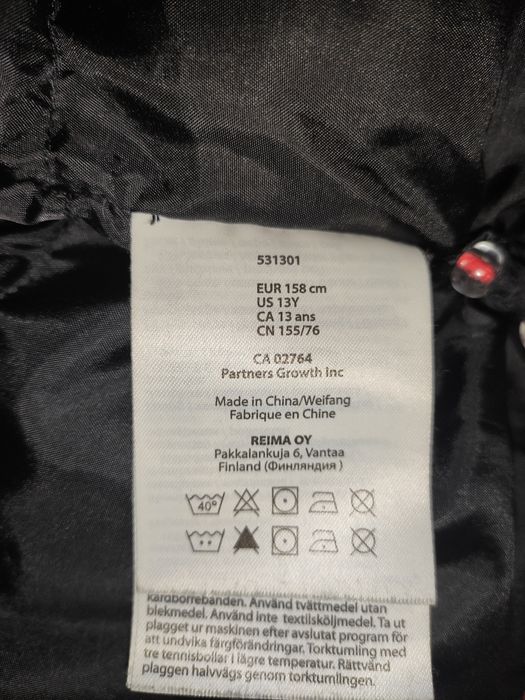 531301
EUR 158 cm
US 13Y
CA 13 ans
CN 155/76
CA 02764
Partners Growth Inc
Made in China/Weifang
Fabrique en Chine
REIMA OY
Pakkalankuja 6, Vantaa
Finland (Финляндия)
40°
kardborrebanden. Använd tvättmedel utan
blekmedel. Använd inte textilsköljmedel. Ta ut
plagget ur maskinen efter avslutat program för
att undvika färgförändringar. Torktumling med
tre tennisbollar i lägre temperatur. Rättvänd
plaggen halvvägs genom torktumlingen.